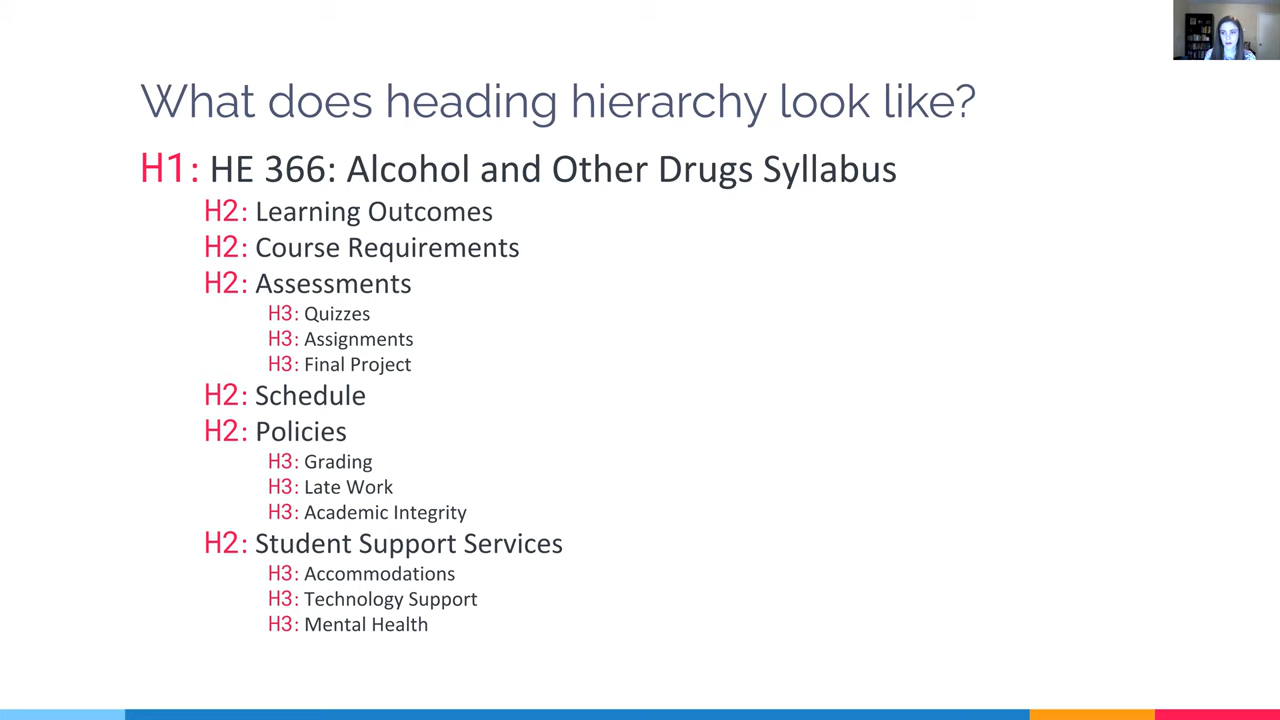 What does heading hierarchy look like?
H1: HE 366: Alcohol and Other Drugs Syllabus
H2: Learning Outcomes
H2: Course Requirements
H2: Assessments
H3: Quizzes
H3: Assignments
H3: Final Project
H2: Schedule
H2: Policies
H3: Grading
H3: Late Work
H3: Academic Integrity
H2: Student Support Services
H3: Accommodations
H3: Technology Support
H3: Mental Health